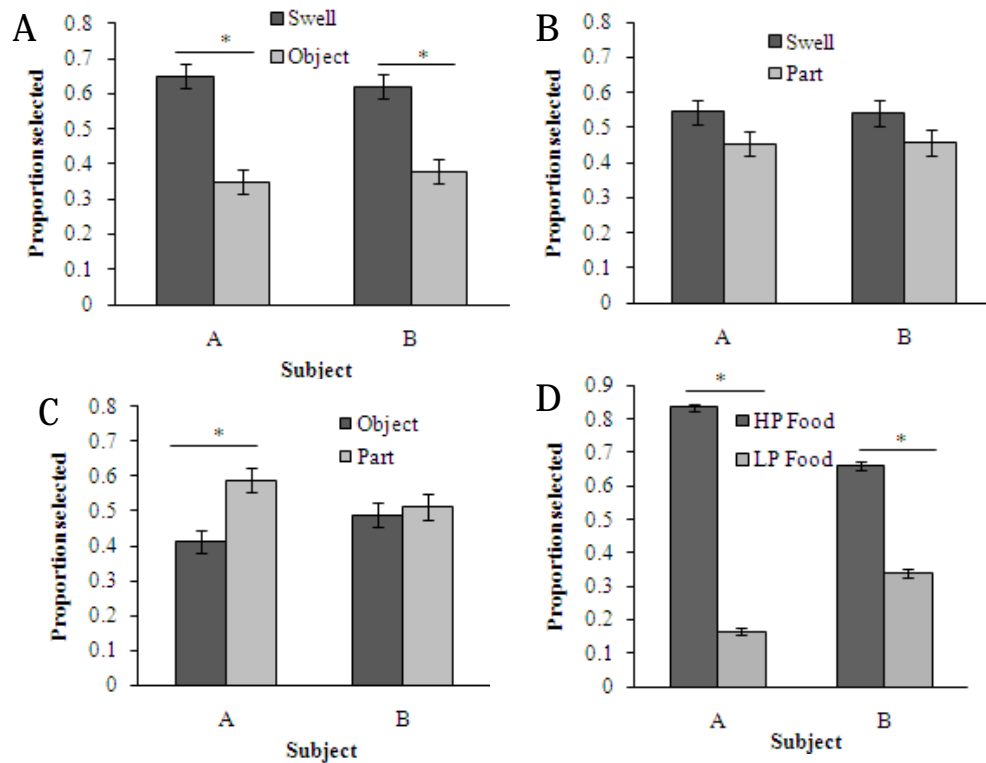 A
0.8
0.7
0.6
0.5
0.4
0.3
0.2
0.1
0
Proportion selected
Swell
Object
*
*
A
B
Subject
B
0.8
0.7
0.6
0.5
0.4
0.3
0.2
0.1
0
Proportion selected
Swell
Part
A
B
C
0.8
0.7
0.6
0.5
0.4
0.3
0.2
0.1
0
Proportion selected
Object
Part
*
A
B
Subject
D
0.9
0.8
0.7
0.6
0.5
0.4
0.3
0.2
0.1
0
Proportion selected
HP Food
LP Food
*
*
A
B
Subject